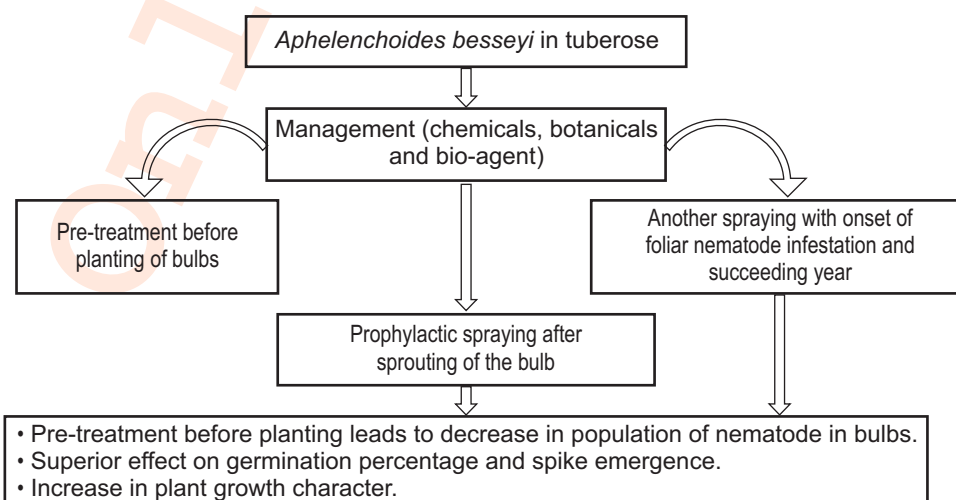 Aphelenchoides besseyi in tuberose
Management (chemicals, botanicals
and bio-agent)
Pre-treatment before
planting of bulbs
Another spraying with onset of
foliar nematode infestation and
succeeding year
Prophylactic spraying after
sprouting of the bulb
• Pre-treatment before planting leads to decrease in population of nematode in bulbs.
• Superior effect on germination percentage and spike emergence.
• Increase in plant growth character.